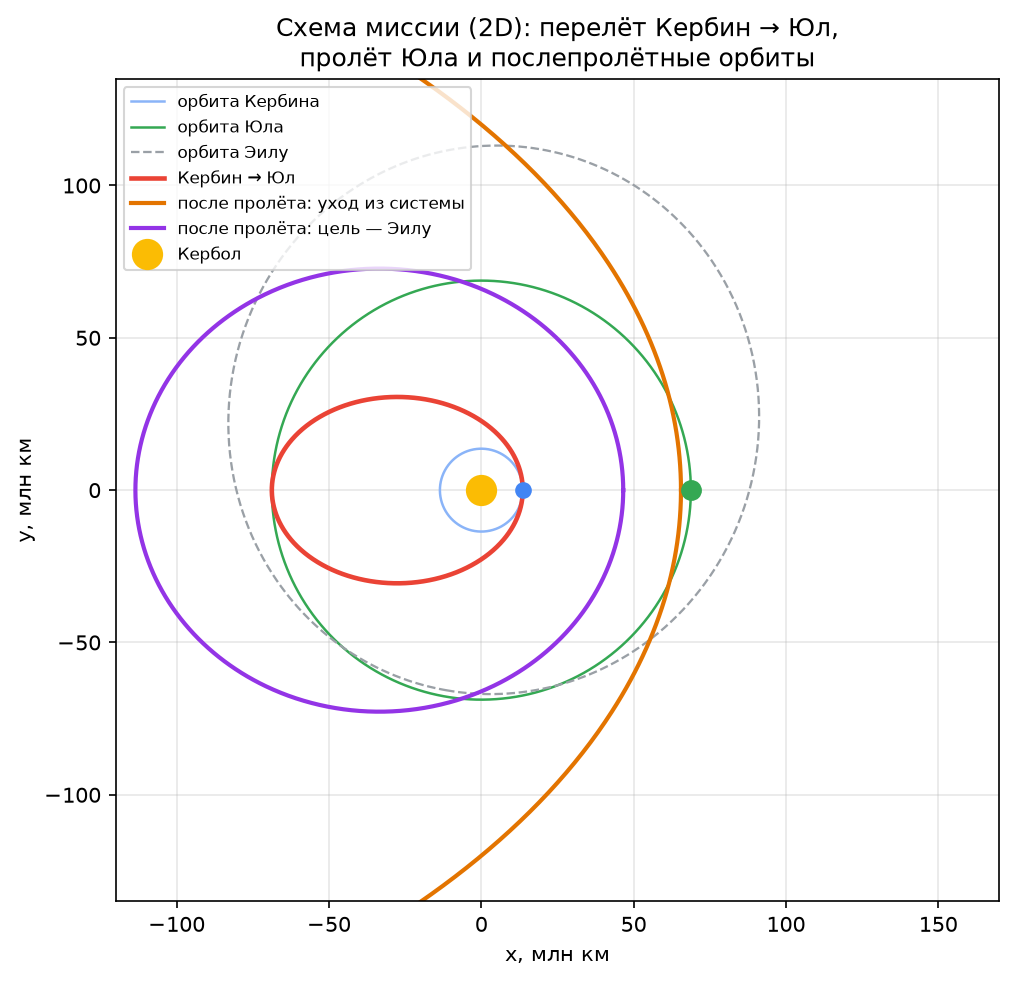 Схема миссии (2D): перелёт Кербин → Юл,
пролёт Юла и послепролётные орбиты
орбита Кербина
орбита Юла
орбита Эилу
Кербин → Юл
после пролёта: уход из системы
после пролёта: цель — Эилу
Кербол
100
50
0
−50
−100
y, млн км
−100
−50
0
50
100
150
x, млн км